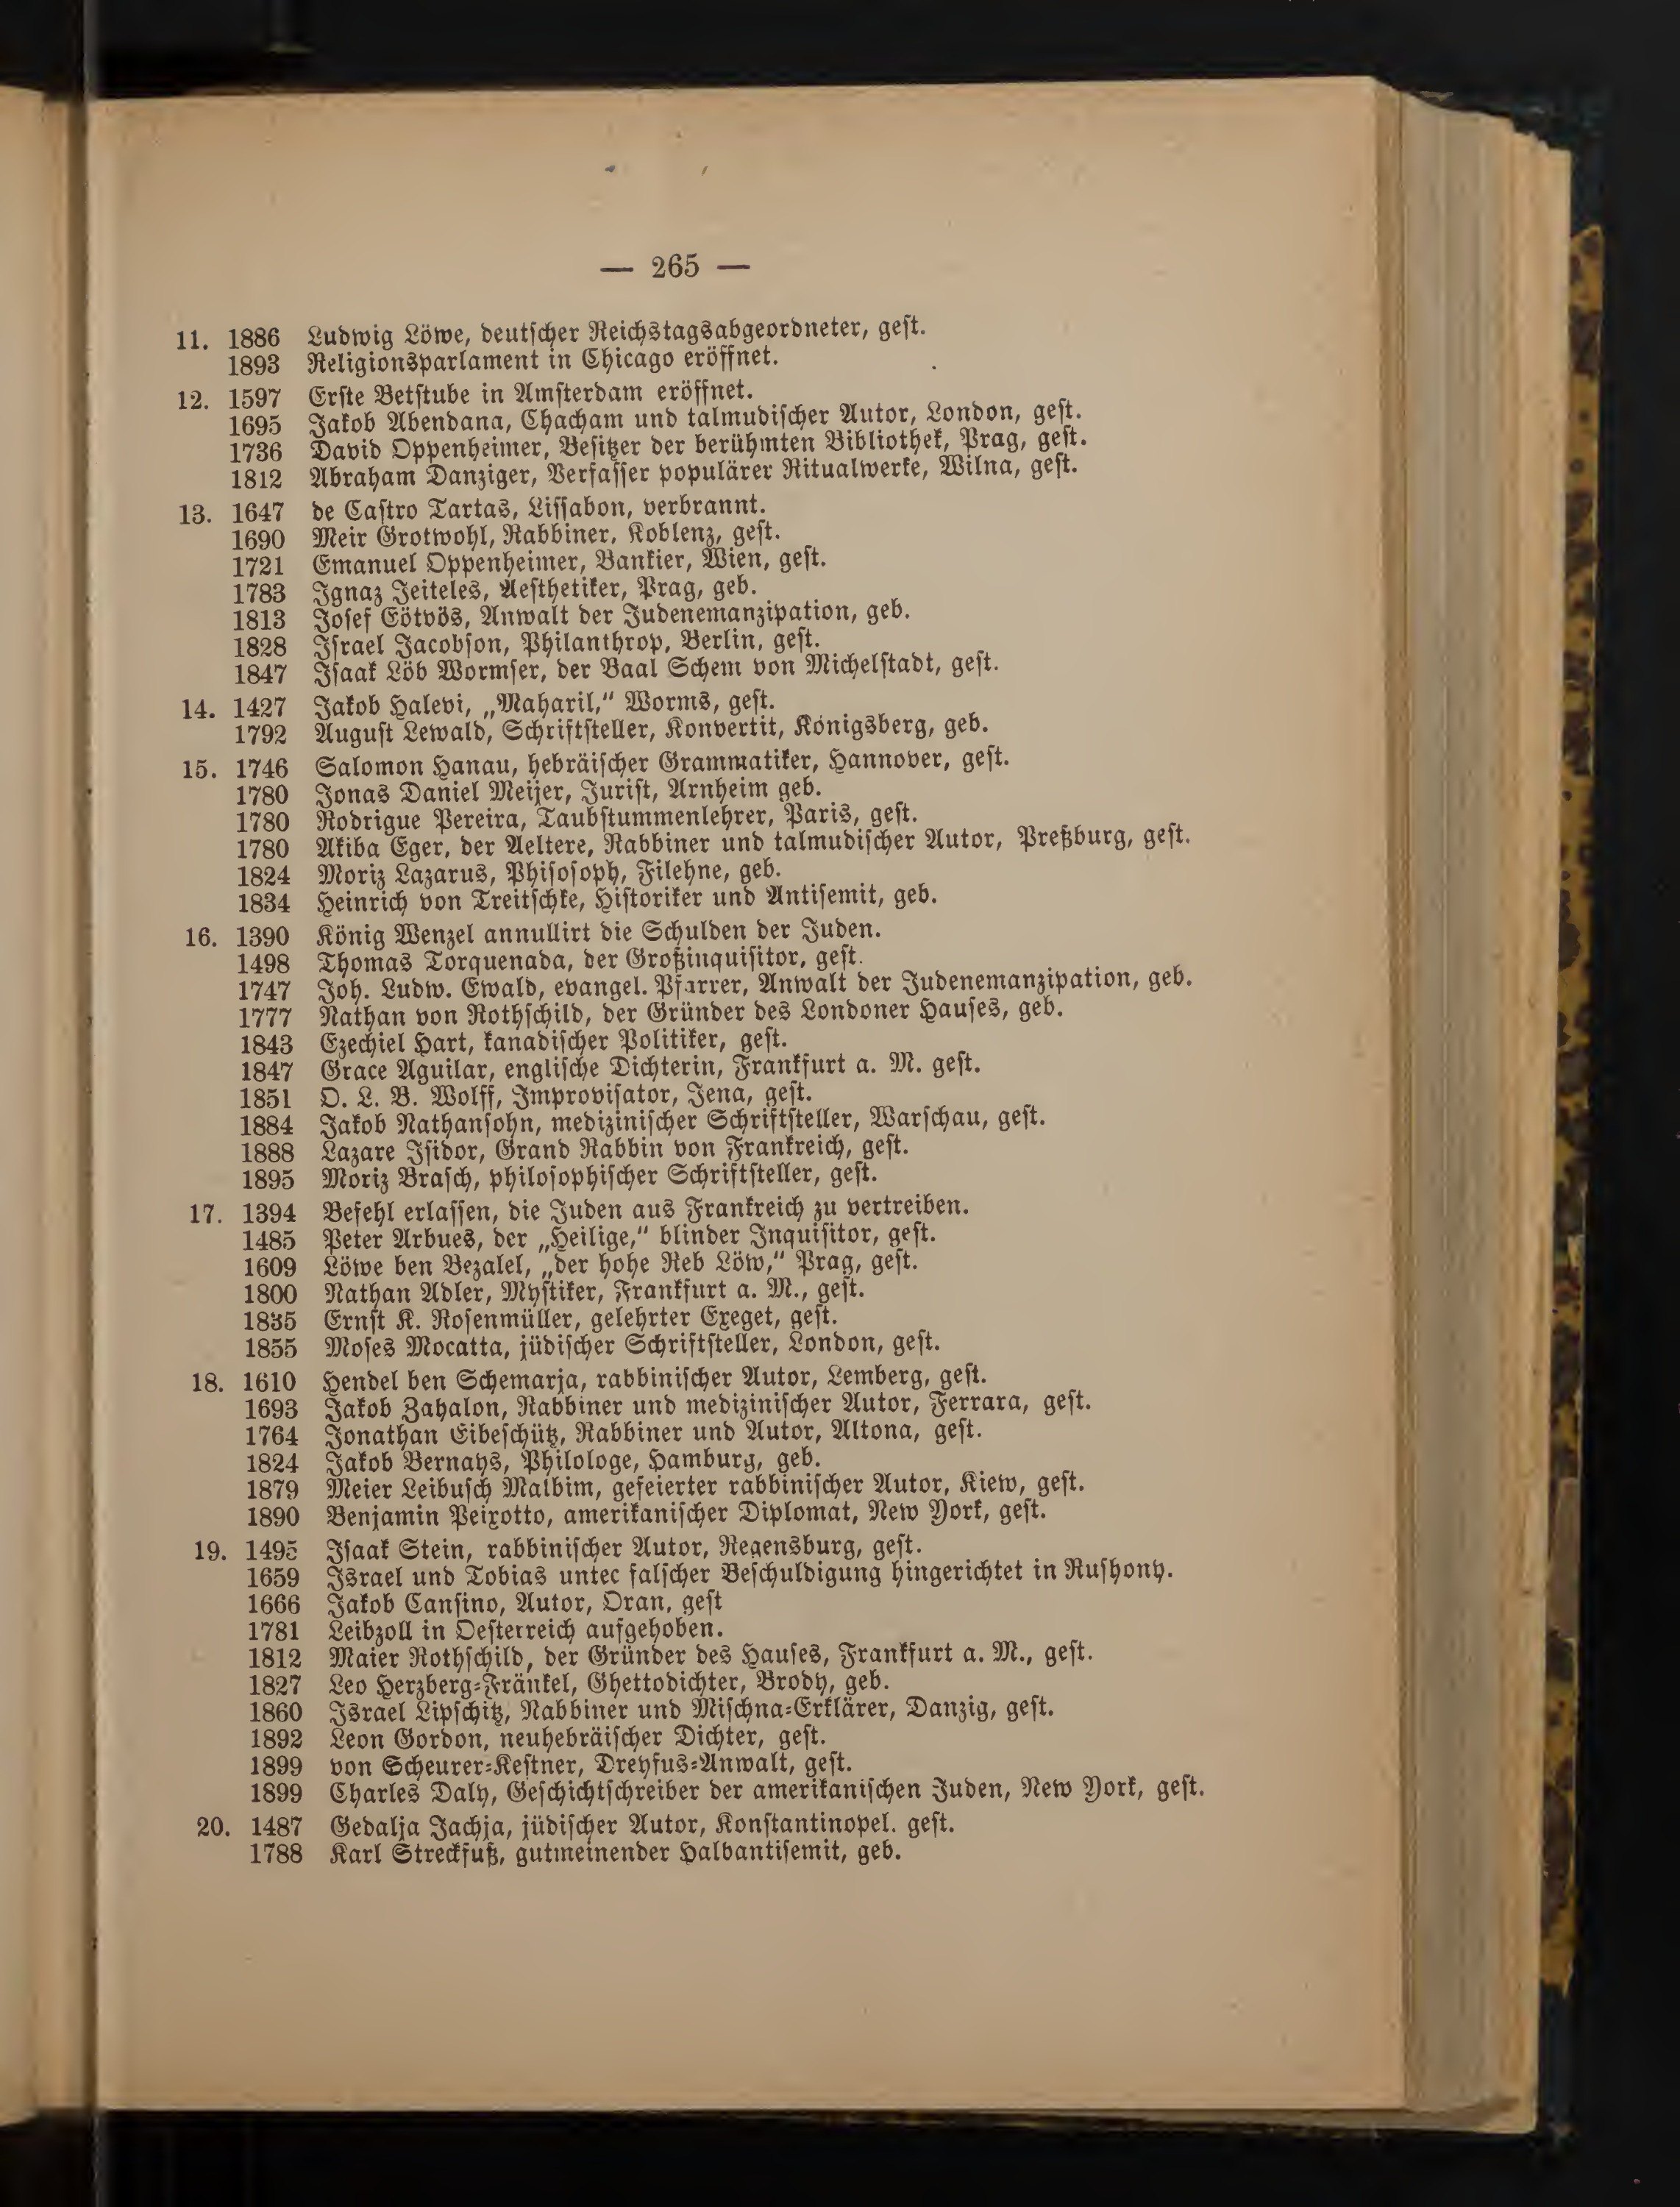 — 265 —
11. 1886 Ludwig Löwe, deutscher Reichstagsabgeordneter, gest.
1893 Religionsparlament in Chicago eröffnet.
12. 1597 Erste Betstube in Amsterdam eröffnet.
1695 Jakob Abendana, Chacham und talmudischer Autor, London, gest.
1736 David Oppenheimer, Besitzer der berühmten Bibliothek, Prag, gest.
1812 Abraham Danziger, Verfasser populärer Ritualwerke, Wilna, gest.
13. 1647 de Castro Tartas, Lissabon, verbrannt.
1690 Meir Grotwohl, Rabbiner, Koblenz, gest.
1721 Emanuel Oppenheimer, Bankier, Wien, gest.
1783 Ignaz Jeiteles, Aesthetiker, Prag, geb.
1813 Josef Eötvös, Anwalt der Judenemanzipation, geb.
1828 Israel Jacobson, Philanthrop, Berlin, gest.
1847 Isaak Löb Wormser, der Baal Schem von Michelstadt, gest.
14. 1427 Jakob Halevi, „Maharil,“ Worms, gest.
1792 August Lewald, Schriftsteller, Konvertit, Königsberg, geb.
15. 1746 Salomon Hanau, hebräischer Grammatiker, Hannover, gest.
1780 Jonas Daniel Meijer, Jurist, Arnheim geb.
1780 Rodrigue Pereira, Taubstummenlehrer, Paris, gest.
1780 Akiba Eger, der Aeltere, Rabbiner und talmudischer Autor, Preßburg, gest.
1824 Moriz Lazarus, Phisosoph, Filehne, geb.
1834 Heinrich von Treitschke, Historiker und Antisemit, geb.
16. 1390 König Wenzel annullirt die Schulden der Juden.
1498 Thomas Torquenada, der Großinquisitor, gest.
1747 Joh. Ludw. Ewald, evangel. Pfarrer, Anwalt der Judenemanzipation, geb.
1777 Nathan von Rothschild, der Gründer des Londoner Hauses, geb.
1843 Ezechiel Hart, kanadischer Politiker, gest.
1847 Grace Aguilar, englische Dichterin, Frankfurt a. M. gest.
1851 O. L. B. Wolff, Improvisator, Jena, gest.
1884 Jakob Nathansohn, medizinischer Schriftsteller, Warschau, gest.
1888 Lazare Isidor, Grand Rabbin von Frankreich, gest.
1895 Moriz Brasch, philosophischer Schriftsteller, gest.
17. 1394 Befehl erlassen, die Juden aus Frankreich zu vertreiben.
1485 Peter Arbues, der „Heilige,“ blinder Inquisitor, gest.
1609 Löwe ben Bezalel, „der hohe Reb Löw,“ Prag, gest.
1800 Nathan Adler, Mystiker, Frankfurt a. M., gest.
1835 Ernst K. Rosenmüller, gelehrter Exeget, gest.
1855 Moses Mocatta, jüdischer Schriftsteller, London, gest.
18. 1610 Hendel ben Schemarja, rabbinischer Autor, Lemberg, gest.
1693 Jakob Zahalon, Rabbiner und medizinischer Autor, Ferrara, gest.
1764 Jonathan Eibeschütz, Rabbiner und Autor, Altona, gest.
1824 Jakob Bernays, Philologe, Hamburg, geb.
1879 Meier Leibusch Malbim, gefeierter rabbinischer Autor, Kiew, gest.
1890 Benjamin Peixotto, amerikanischer Diplomat, New York, gest.
19. 1495 Isaak Stein, rabbinischer Autor, Regensburg, gest.
1659 Israel und Tobias untec falscher Beschuldigung hingerichtet in Rushony.
1666 Jakob Cansino, Autor, Oran, gest
1781 Leibzoll in Oesterreich aufgehoben.
1812 Maier Rothschild, der Gründer des Hauses, Frankfurt a. M., gest.
1827 Leo Herzberg-Fränkel, Ghettodichter, Brody, geb.
1860 Israel Lipschitz, Rabbiner und Mischna-Erklärer, Danzig, gest.
1892 Leon Gordon, neuhebräischer Dichter, gest.
1899 von Scheurer-Kestner, Dreyfus-Anwalt, gest.
1899 Charles Daly, Geschichtschreiber der amerikanischen Juden, New York, gest.
20. 1487 Gedalja Jachja, jüdischer Autor, Konstantinopel. gest.
1788 Karl Streckfuß, gutmeinender Halbantisemit, geb.